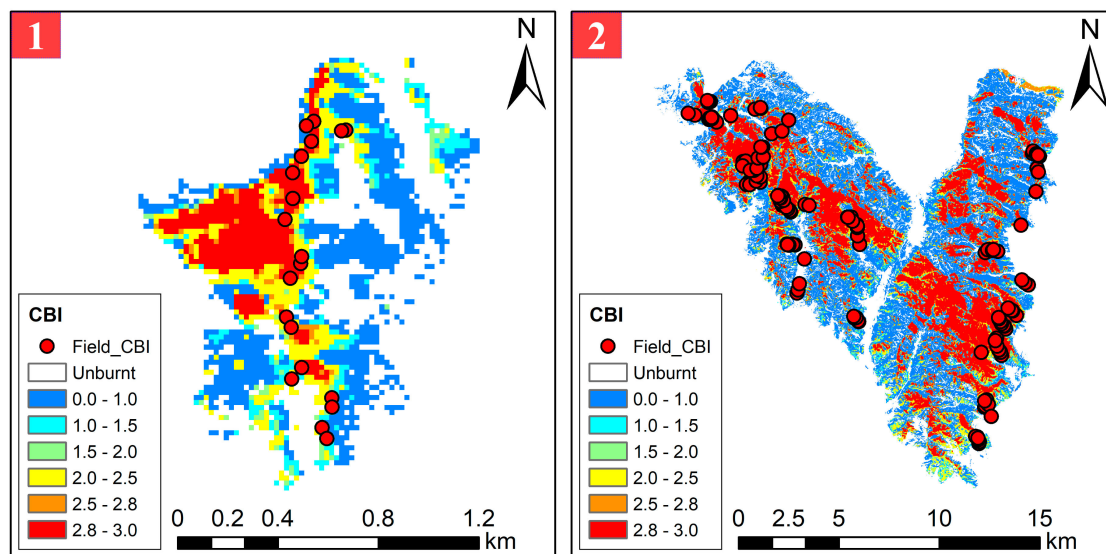 1
N
CBI
Field_CBI
Unburnt
0.0 - 1.0
1.0 - 1.5
1.5 - 2.0
2.0 - 2.5
2.5 - 2.8
2.8 - 3.0
0 0.4 0.8 1.2
km
2
N
CBI
Field_CBI
Unburnt
0.0 - 1.0
1.0 - 1.5
1.5 - 2.0
2.0 - 2.5
2.5 - 2.8
2.8 - 3.0
0 2.5 5 10 15
km